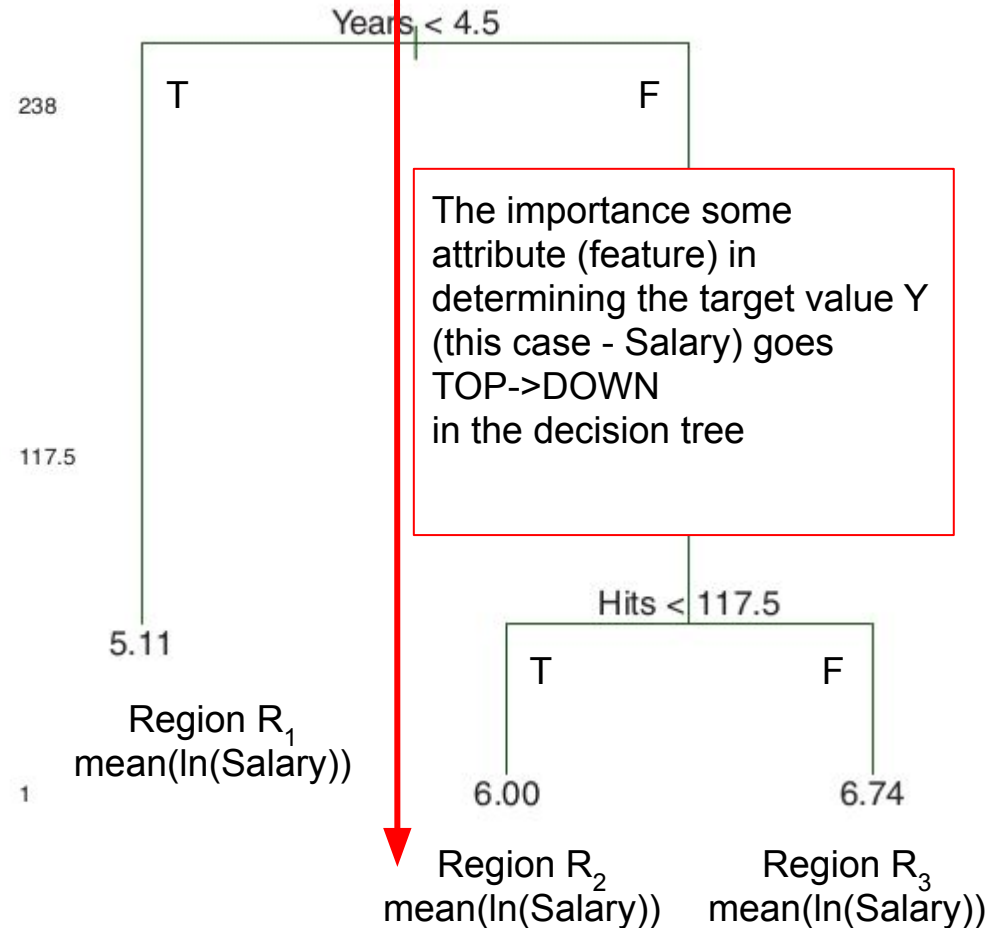 Years < 4.5
T
F
238
The importance some
attribute (feature) in
determining the target value Y
(this case - Salary) goes
TOP->DOWN
in the decision tree
117.5
Hits < 117.5
5.11
T
F
Region R1
mean(ln(Salary))
1
6.00
6.74
Region R2
mean(ln(Salary))
Region R3
mean(ln(Salary))